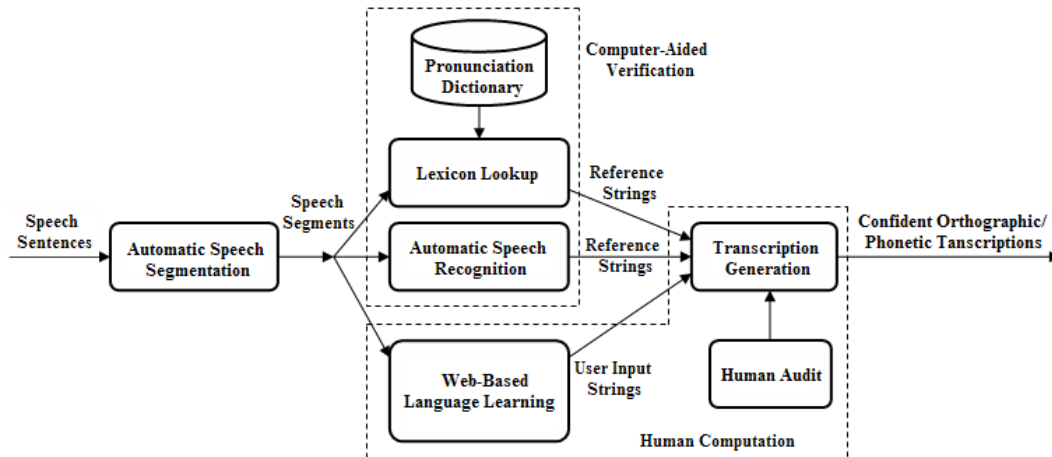 Pronunciation
Dictionary
Computer-Aided
Verification
Lexicon Lookup
Reference
Strings
Speech
Sentences
Automatic Speech
Segmentation
Speech
Segments
Automatic Speech
Recognition
Reference
Strings
Transcription
Generation
Confident Orthographic/
Phonetic Tanscriptions
Web-Based
Language Learning
User Input
Strings
Human Audit
Human Computation